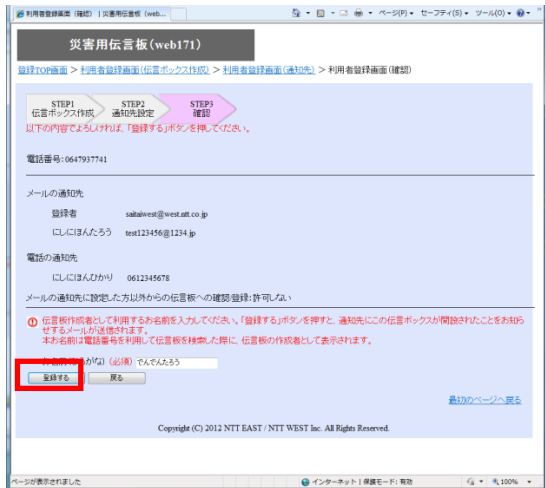 利用者登録画面（確認）｜災害用伝言板（web...
ページ(P) セーフティ(S) ツール(O)
災害用伝言板(web171)
登録TOP画面 > 利用者登録画面(伝言ボックス作成) > 利用者登録画面(通知先) > 利用者登録画面(確認)
STEP1 STEP2 STEP3
伝言ボックス作成 通知先設定 確認
以下の内容でよろしければ、「登録する」ボタンを押してください。
電話番号:0647937741
メールの通知先
登録者 saitaiwest@west.ntt.co.jp
にしにほんたろう test123456@1234.jp
電話の通知先
にしにほんひかり 0612345678
メールの通知先に設定した方以外からの伝言板への確認/登録:許可しない
伝言板作成者として利用するお名前を入力してください。「登録する」ボタンを押すと、通知先にこの伝言ボックスが開設されたことをお知ら
せするメールが送信されます。
本お名前は電話番号を利用して伝言板を検索した際に、伝言板の作成者として表示されます。
がな) (必須) でんでんたろう
登録する 戻る
最初のページへ戻る
Copyright (C) 2012 NTT EAST / NTT WEST Inc. All Rights Reserved.
ページが表示されました インターネット | 保護モード: 有効 100%